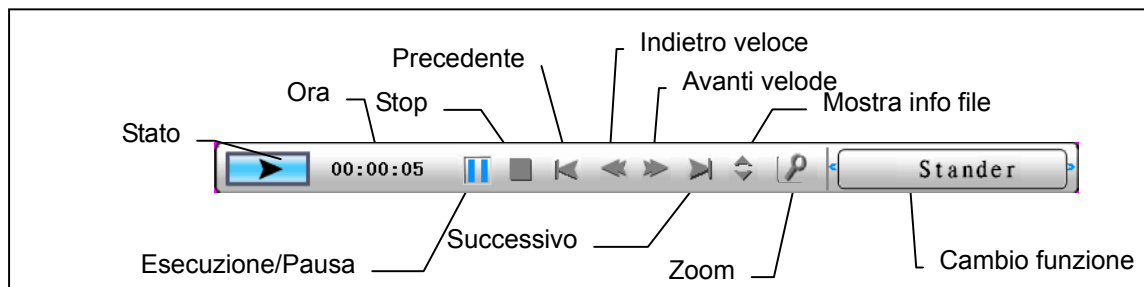 Indietro veloce
Precedente
Avanti velode
Ora
Stop
Mostra info file
Stato
00:00:05
Stander
Successivo
Esecuzione/Pausa
Zoom
Cambio funzione